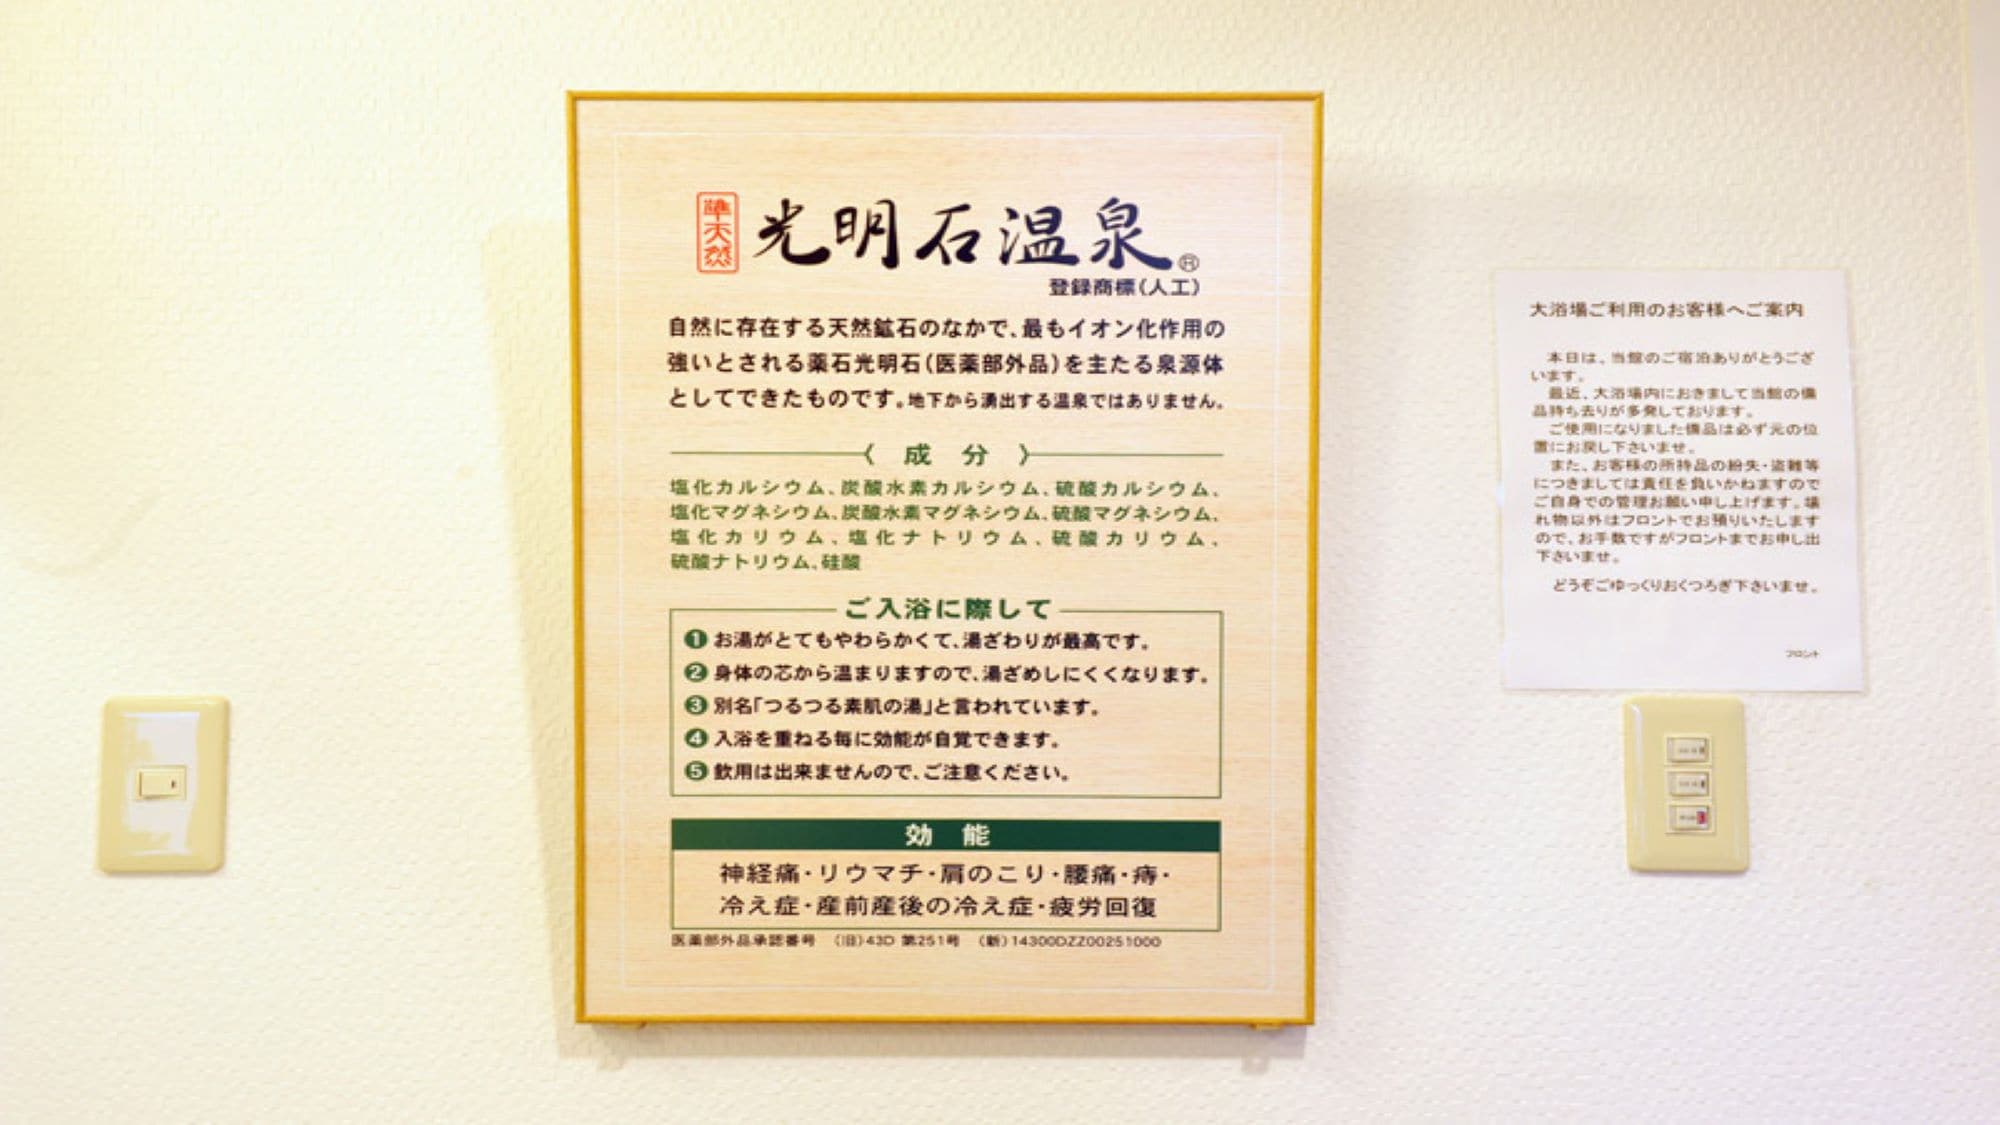 準天然
光明石温泉®
登録商標(人工)
自然に存在する天然鉱石のなかで、最もイオン化作用の
強いとされる薬石光明石(医薬部外品)を主たる泉源体
としてできたものです。地下から湧出する温泉ではありません。
〈 成 分 〉
塩化カルシウム、炭酸水素カルシウム、硫酸カルシウム、
塩化マグネシウム、炭酸水素マグネシウム、硫酸マグネシウム、
塩化カリウム、塩化ナトリウム、硫酸カリウム、
硫酸ナトリウム、硅酸
ご入浴に際して
❶お湯がとてもやわらかくて、湯ざわりが最高です。
❷身体の芯から温まりますので、湯ざめしにくくなります。
❸別名「つるつる素肌の湯」と言われています。
❹入浴を重ねる毎に効能が自覚できます。
❺飲用は出来ませんので、ご注意ください。
効 能
神経痛・リウマチ・肩のこり・腰痛・痔・
冷え症・産前産後の冷え症・疲労回復
医薬部外品承認番号 (旧)43D 第251号 (新)14300DZZ00251000
大浴場ご利用のお客様へご案内
本日は、当館のご宿泊ありがとうござ
います。
最近、大浴場内におきまして当館の備
品持ち去りが多発しております。
ご使用になりました備品は必ず元の位
置にお戻し下さいませ。
また、お客様の所持品の紛失・盗難等
につきましては責任を負いかねますので
ご自身での管理お願い申し上げます。壊
れ物以外はフロントでお預りいたします
ので、お手数ですがフロントまでお申し出
下さいませ。
どうぞごゆっくりおくつろぎ下さいませ。
フロント